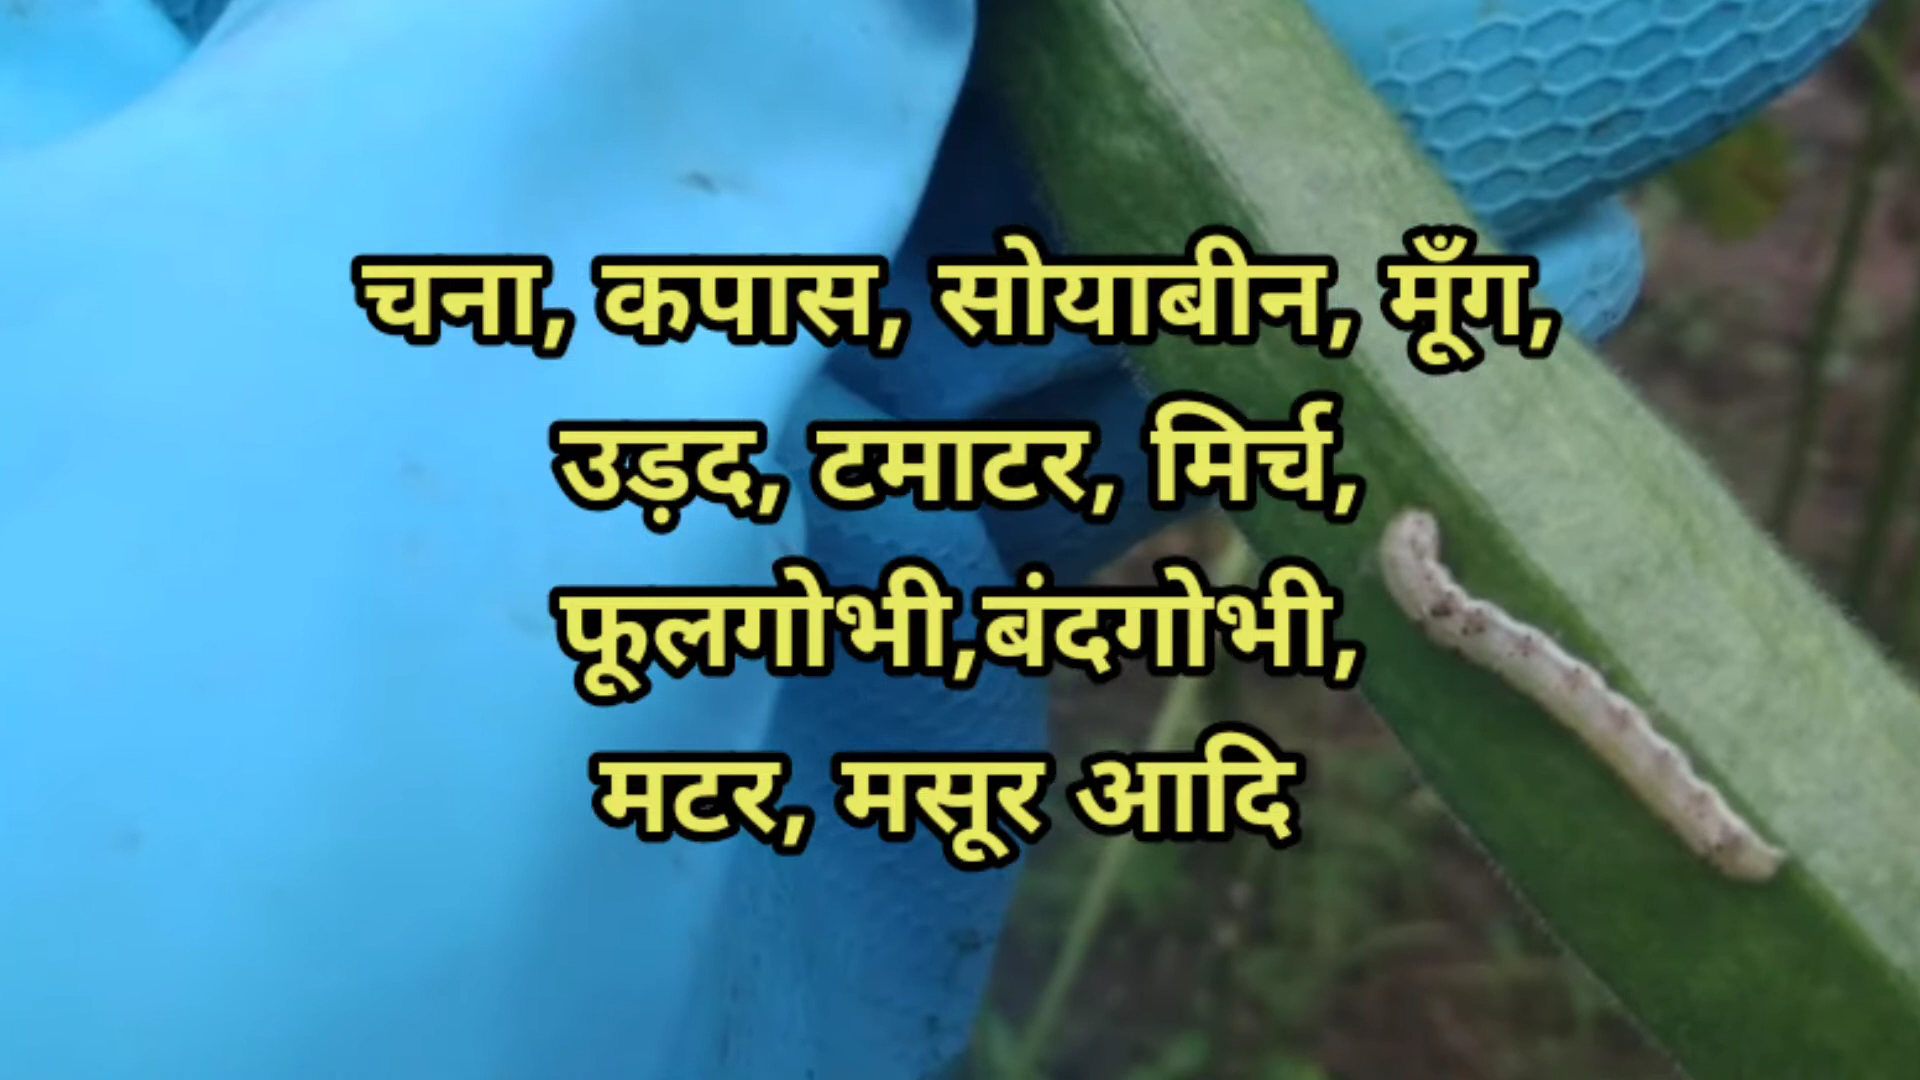 चना, कपास, सोयाबीन, मूँग,
उड़द, टमाटर, मिर्च,
फूलगोभी,बंदगोभी,
मटर, मसूर आदि